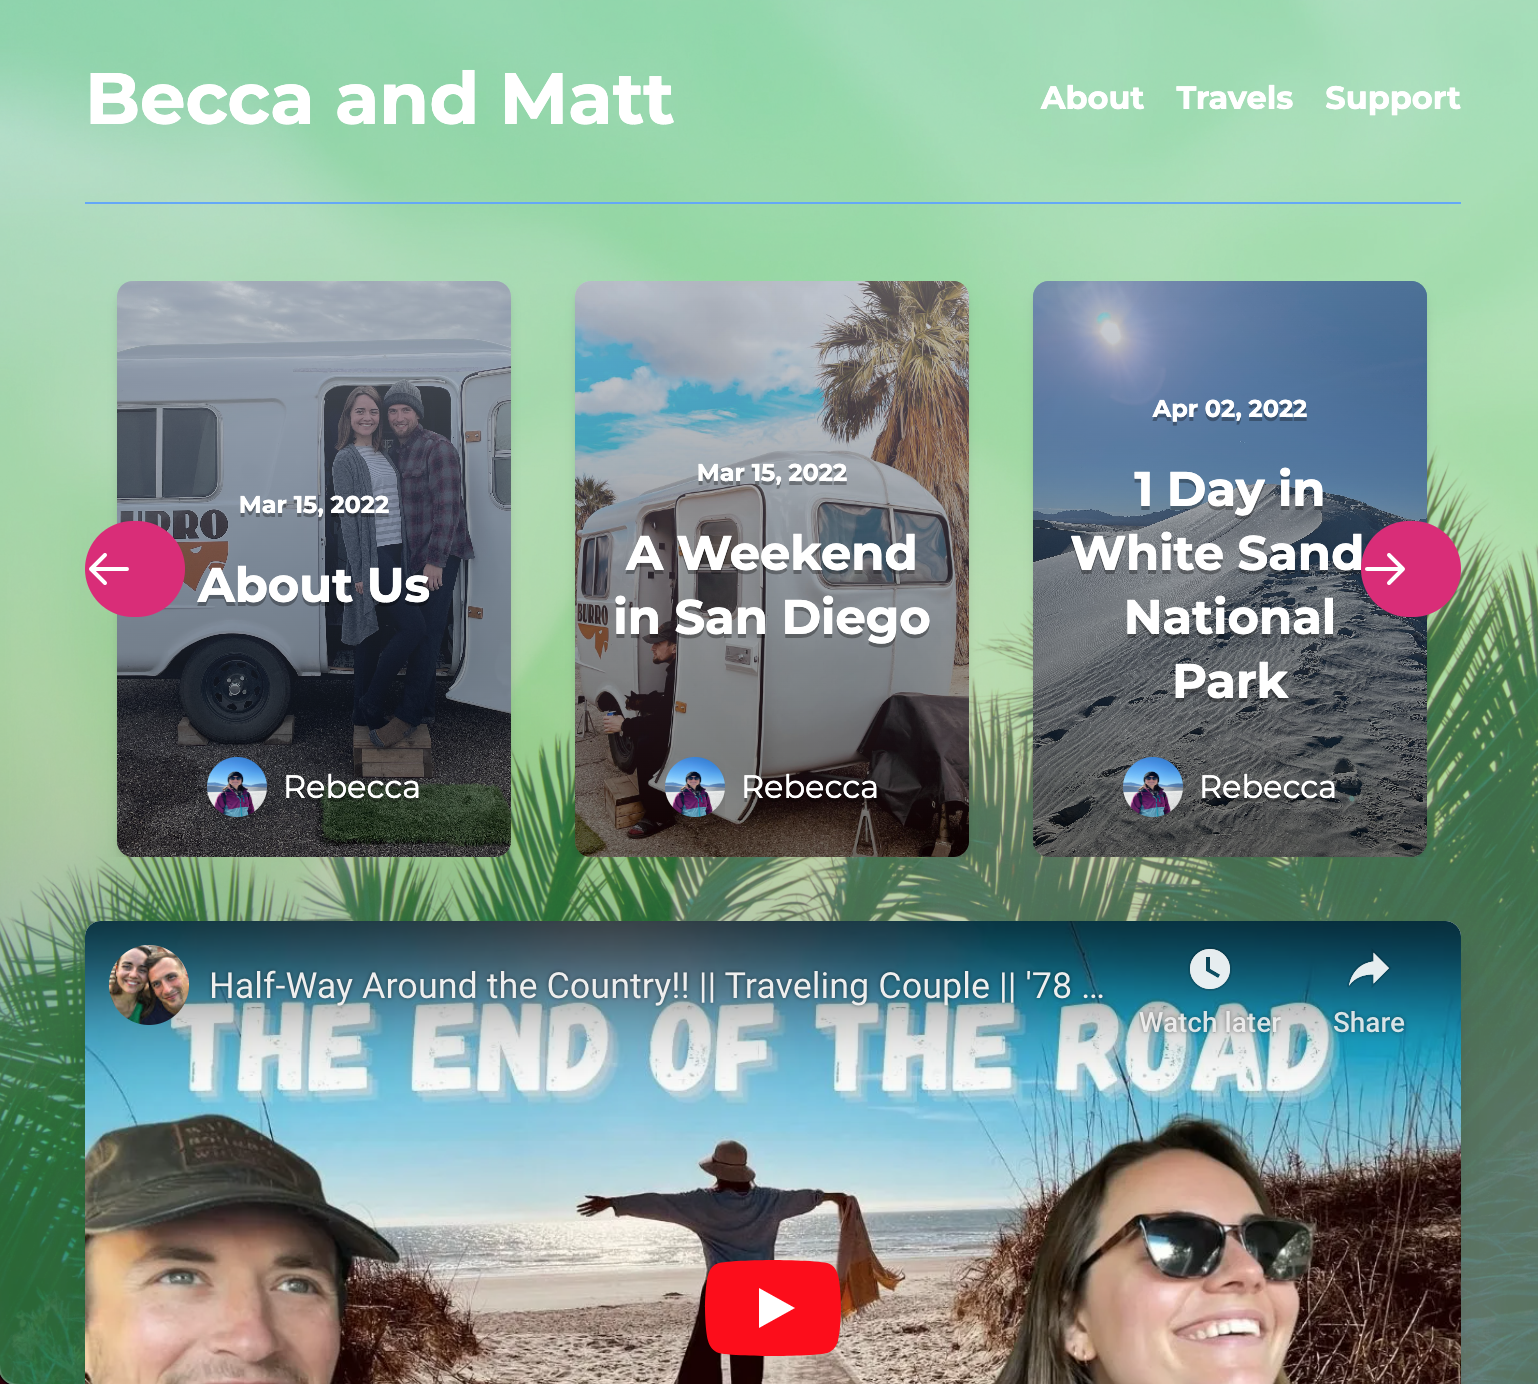 Becca and Matt
About Travels Support
Mar 15, 2022
About Us
Rebecca
Mar 15, 2022
A Weekend
in San Diego
BURRO
Rebecca
Apr 02, 2022
1 Day in
White Sand
National
Park
Rebecca
Half-Way Around the Country!! || Traveling Couple || '78 ...
Watch later
Share
THE END OF THE ROAD